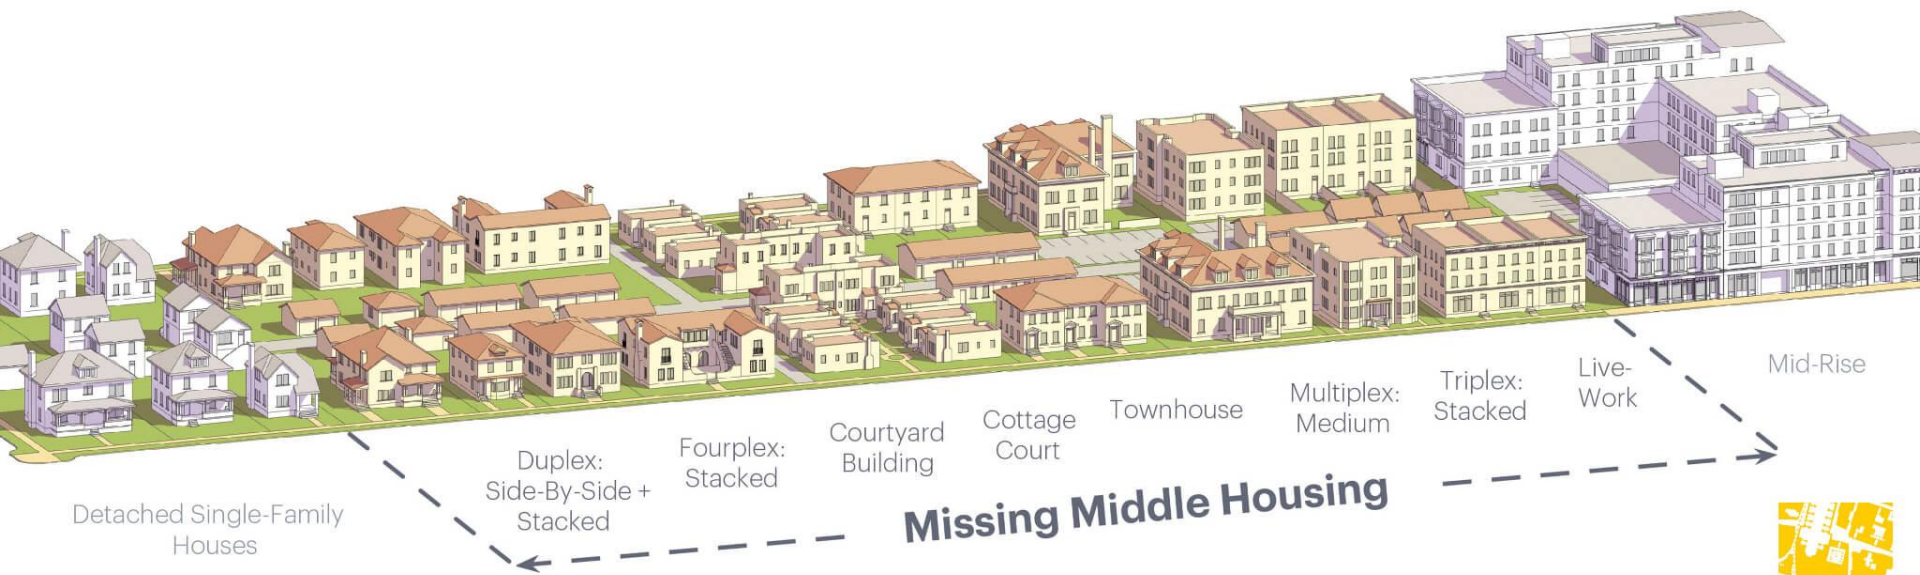 Detached Single-Family
Houses
Duplex:
Side-By-Side +
Stacked
Fourplex:
Stacked
Courtyard
Building
Cottage
Court
Townhouse
Multiplex:
Medium
Triplex:
Stacked
Live-
Work
Mid-Rise
Missing Middle Housing